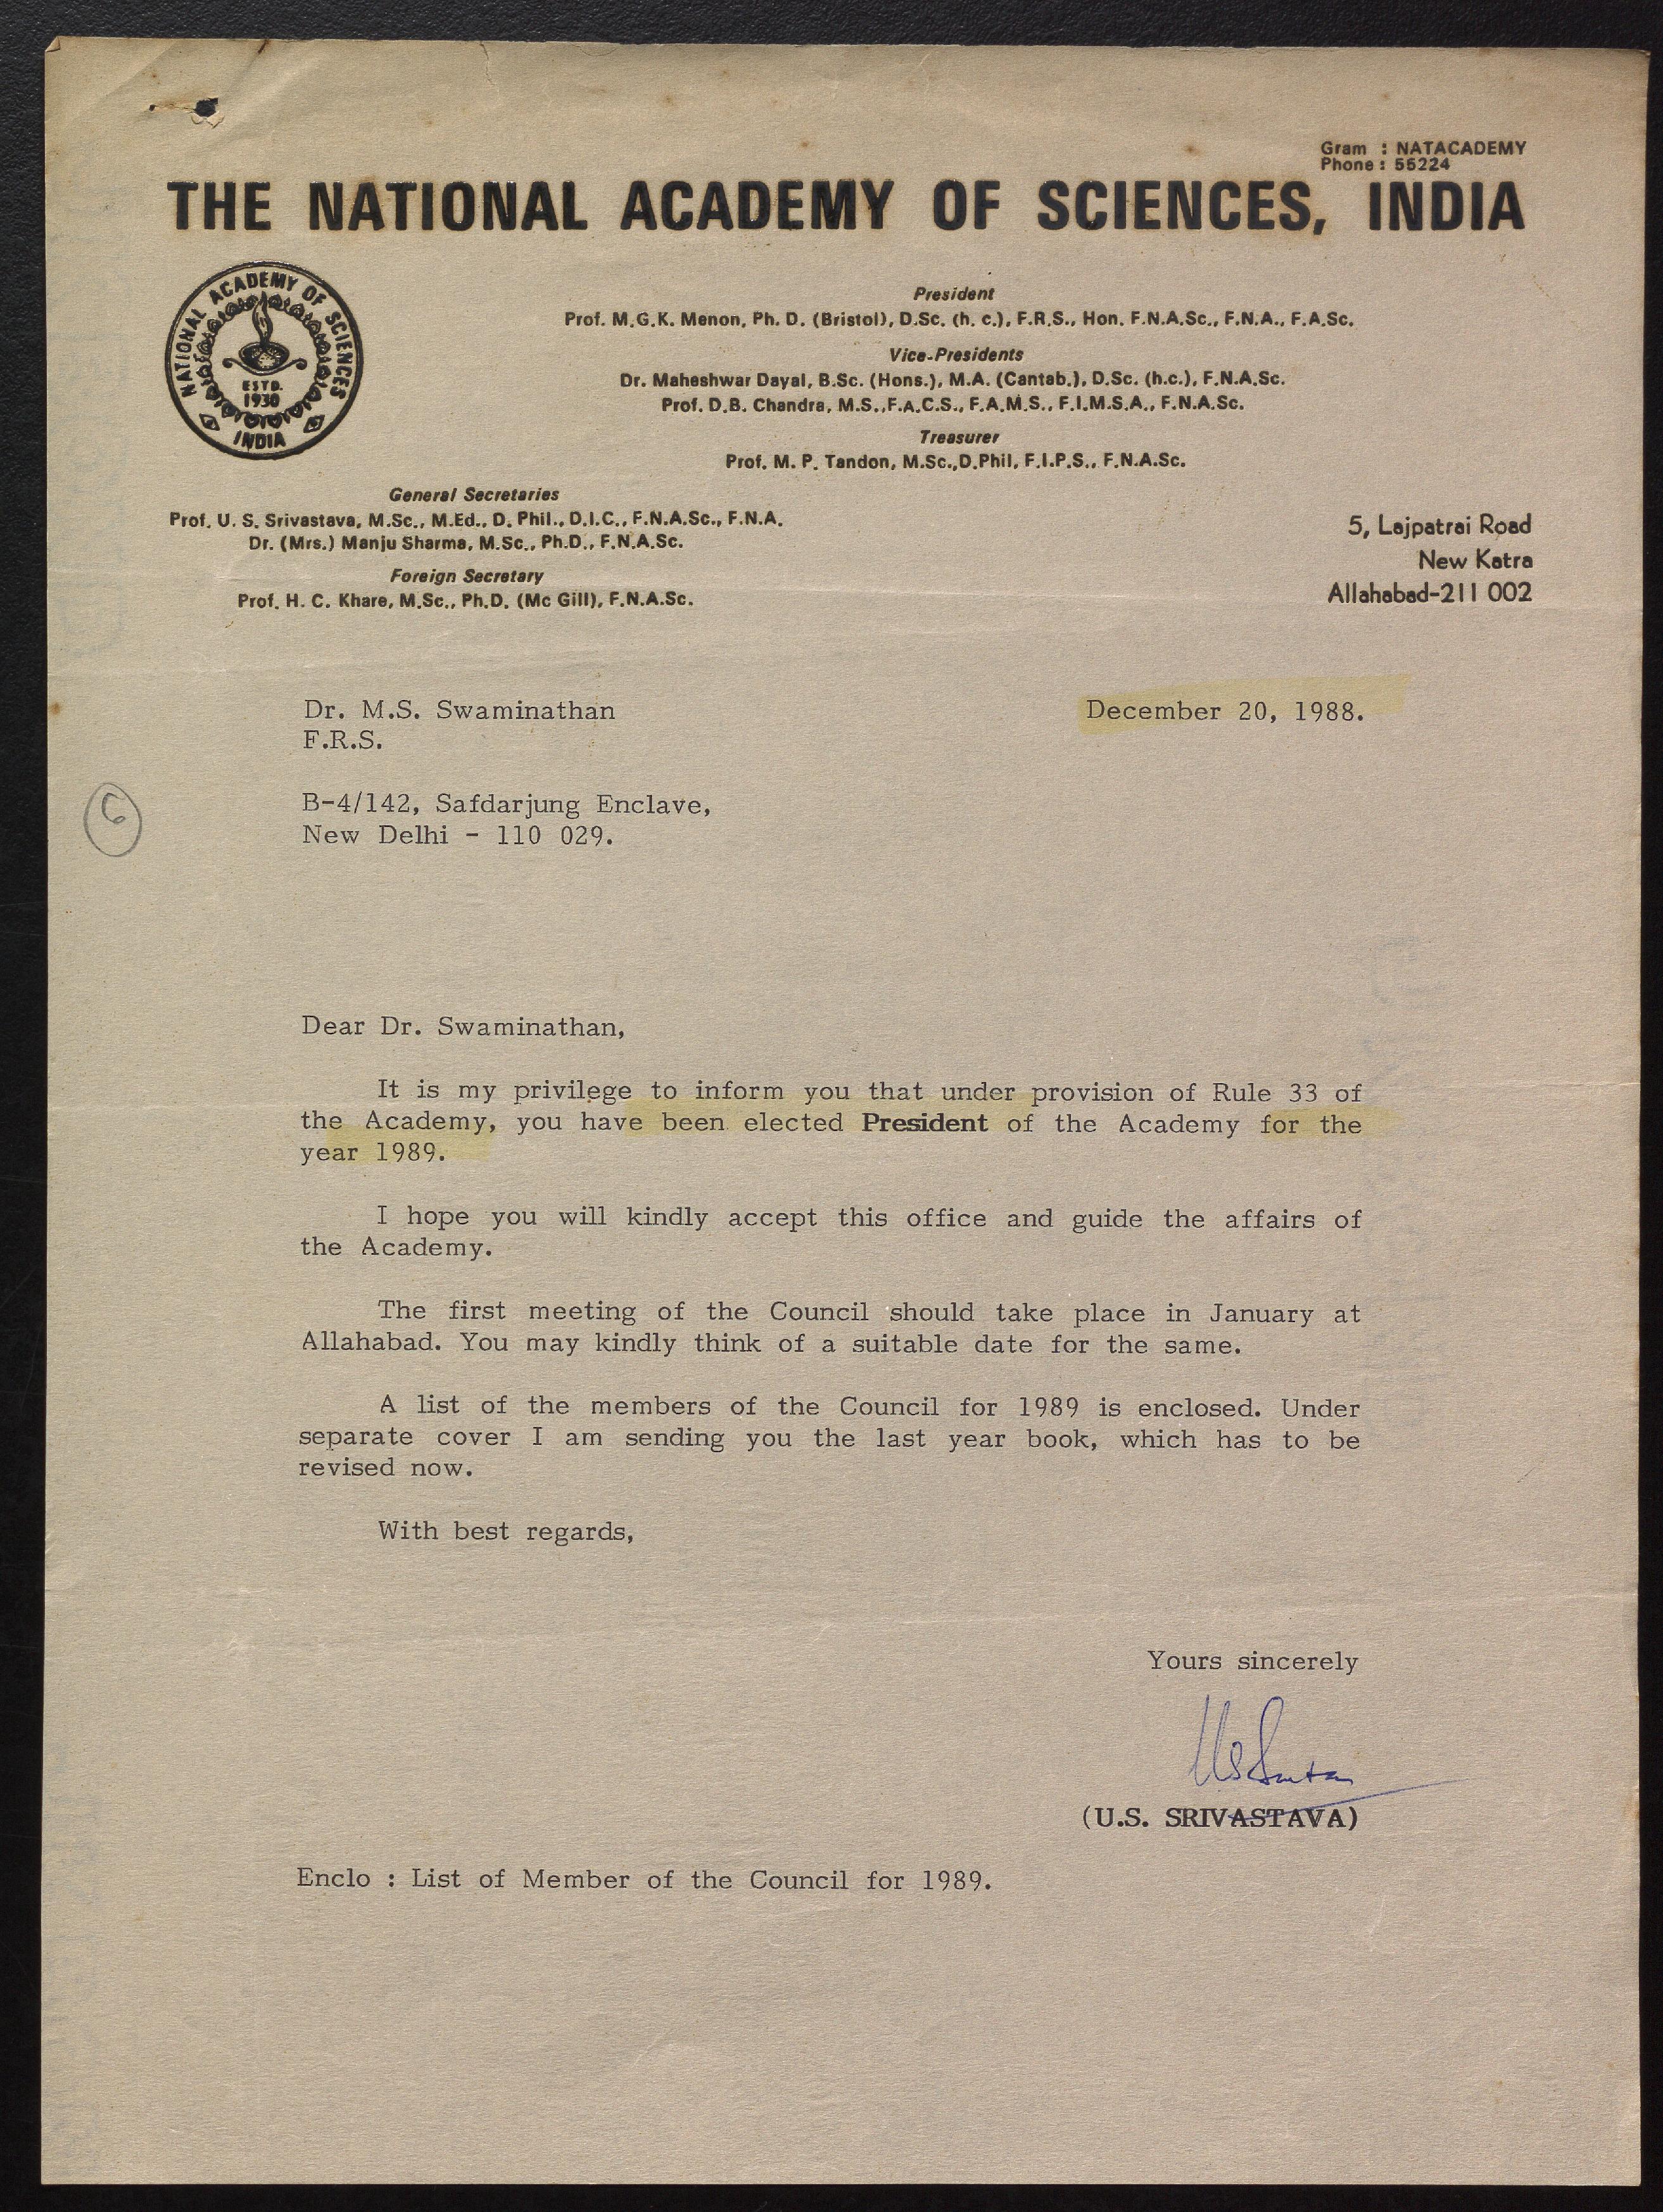 Gram : NATACADEMY
Phone : 55224
THE NATIONAL ACADEMY OF SCIENCES, INDIA
NATIONAL ACADEMY OF SCIENCES
ESTD.
1930
INDIA
President
Prof. M.G.K. Menon, Ph. D. (Bristol), D.Sc. (h. c.), F.R.S., Hon. F.N.A.Sc., F.N.A., F.A.Sc.
Vice-Presidents
Dr. Maheshwar Dayal, B.Sc. (Hons.), M.A. (Cantab.), D.Sc. (h.c.), F.N.A.Sc.
Prof. D.B. Chandra, M.S.,F.A.C.S., F.A.M.S., F.I.M.S.A., F.N.A.Sc.
Treasurer
Prof. M. P. Tandon, M.Sc.,D.Phil, F.I.P.S., F.N.A.Sc.
General Secretaries
Prof. U. S. Srivastava, M.Sc., M.Ed., D. Phil., D.I.C., F.N.A.Sc., F.N.A.
Dr. (Mrs.) Manju Sharma, M.Sc., Ph.D., F.N.A.Sc.
Foreign Secretary
Prof. H. C. Khare, M.Sc., Ph.D. (Mc Gill), F.N.A.Sc.
5, Lajpatrai Road
New Katra
Allahabad-211 002
Dr. M.S. Swaminathan
F.R.S.
December 20, 1988.
B-4/142, Safdarjung Enclave,
New Delhi - 110 029.
Dear Dr. Swaminathan,
It is my privilege to inform you that under provision of Rule 33 of
the Academy, you have been elected President of the Academy for the
year 1989.
I hope you will kindly accept this office and guide the affairs of
the Academy.
The first meeting of the Council should take place in January at
Allahabad. You may kindly think of a suitable date for the same.
A list of the members of the Council for 1989 is enclosed. Under
separate cover I am sending you the last year book, which has to be
revised now.
With best regards,
Yours sincerely
(U.S. SRIVASTAVA)
Enclo : List of Member of the Council for 1989.